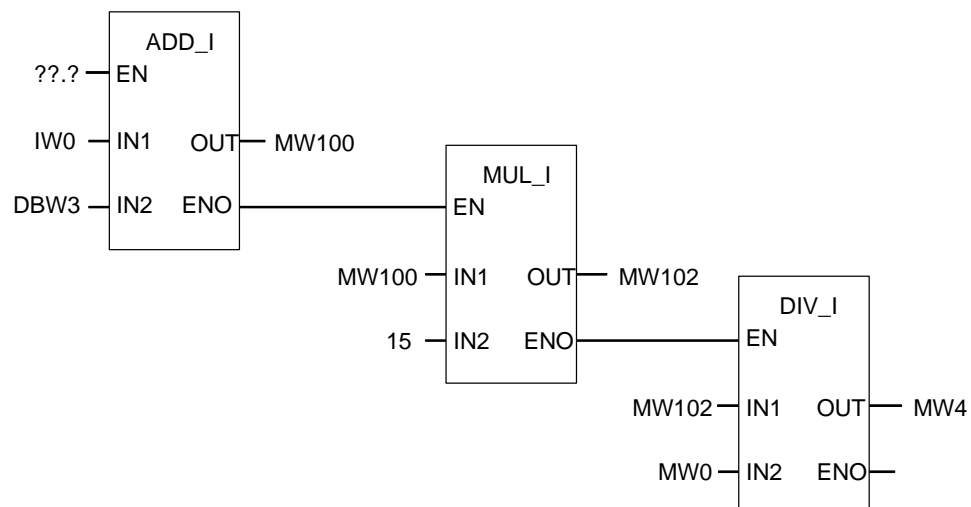 ADD_I
??.? EN
IW0 IN1 OUT MW100
DBW3 IN2 ENO
MUL_I
EN
MW100 IN1 OUT MW102
15 IN2 ENO
DIV_I
EN
MW102 IN1 OUT MW4
MW0 IN2 ENO